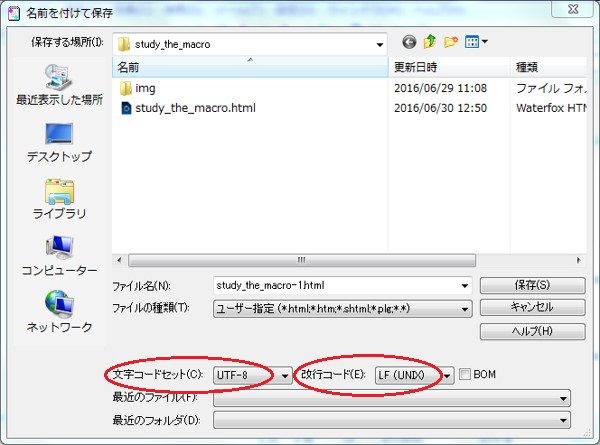 名前を付けて保存
保存する場所(I): study_the_macro
名前 更新日時 種類
img 2016/06/29 11:08 ファイル フォ
study_the_macro.html 2016/06/30 12:50 Waterfox HTM
最近表示した場所
デスクトップ
ライブラリ
コンピューター
ネットワーク
ファイル名(N): study_the_macro-1.html 保存(S)
ファイルの種類(T): ユーザー指定 (*.html;*.htm;*.shtml;*.plg;*.*) キャンセル
ヘルプ(H)
文字コードセット(C): UTF-8 改行コード(E): LF (UNIX) BOM
最近のファイル(F):
最近のフォルダ(D):